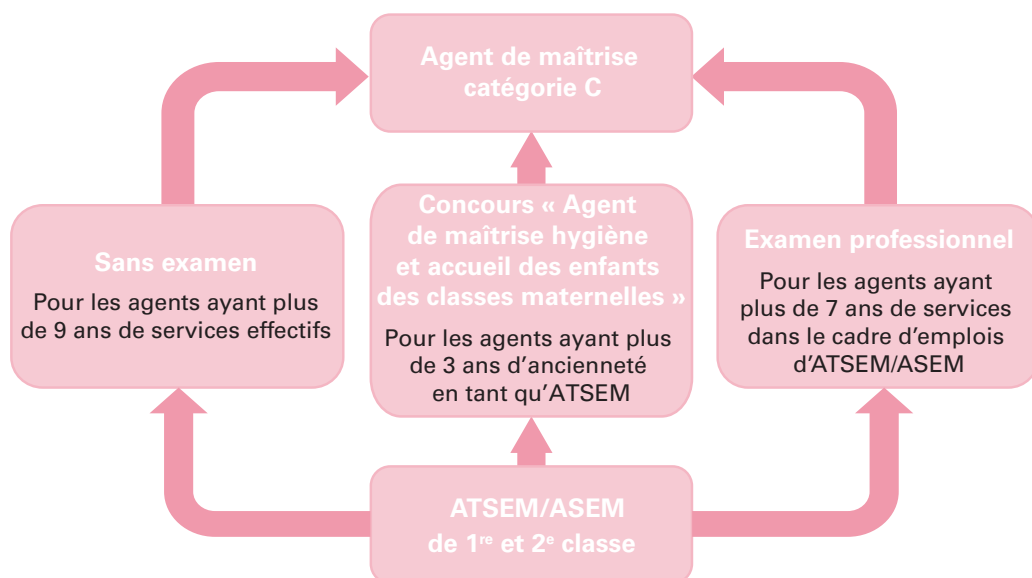 Agent de maîtrise
catégorie C
Sans examen
Pour les agents ayant plus
de 9 ans de services effectifs
Concours « Agent
de maîtrise hygiène
et accueil des enfants
des classes maternelles »
Pour les agents ayant plus
de 3 ans d’ancienneté
en tant qu’ATSEM
Examen professionnel
Pour les agents ayant
plus de 7 ans de services
dans le cadre d’emplois
d’ATSEM/ASEM
ATSEM/ASEM
de 1re et 2e classe